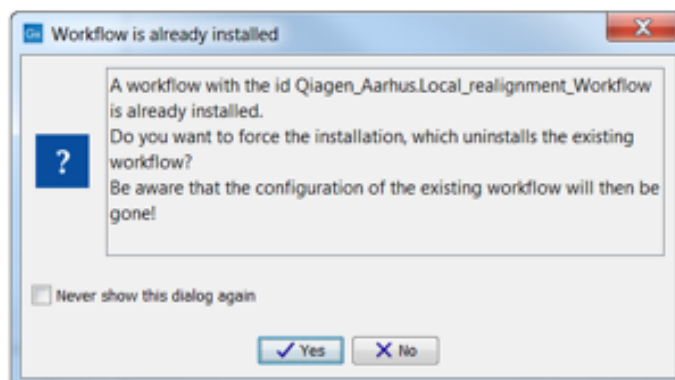 Workflow is already installed
A workflow with the id Qiagen_Aarhus.Local_realignment_Workflow
is already installed.
Do you want to force the installation, which uninstalls the existing
workflow?
Be aware that the configuration of the existing workflow will then be
gone!
?
Never show this dialog again
Yes No